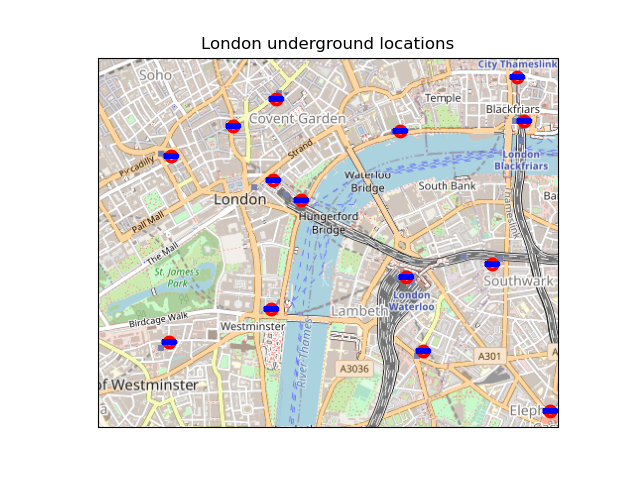 London underground locations
City Thameslink
Soho
Temple
Blackfriars
Covent Garden
Strand
London
Blackfriars
Piccadilly
Waterloo
Bridge
South Bank
Ba
London
Pall Mall
Hungerford
Bridge
Thameslin
The Mall
St. James's
Park
Southwark
London
Waterloo
Lambeth
Birdcage Walk
Westminster
River Thames
A301
A
A3036
of Westminster
a
Eleph